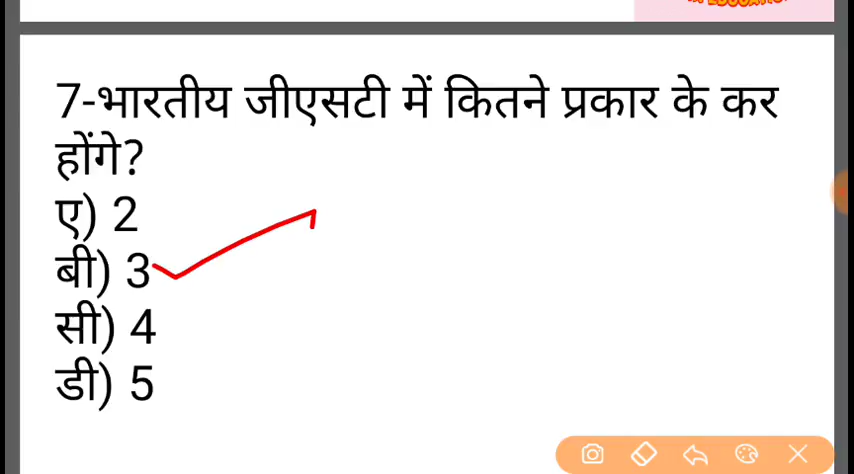 7-भारतीय जीएसटी में कितने प्रकार के कर
होंगे?
ए) 2
बी) 3
सी) 4
डी) 5